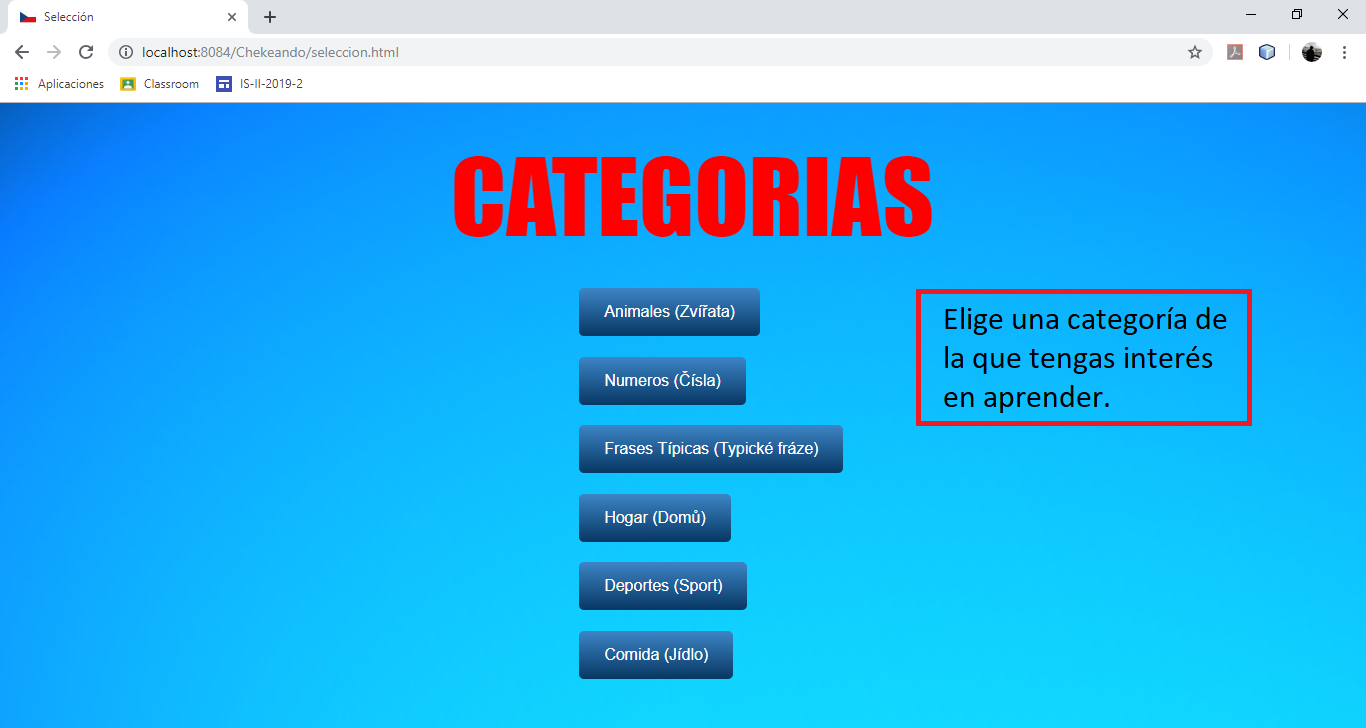 Selección
localhost:8084/Chekeando/seleccion.html
Aplicaciones
Classroom
IS-II-2019-2
CATEGORIAS
Animales (Zvířata)
Numeros (Čísla)
Frases Típicas (Typické fráze)
Hogar (Domů)
Deportes (Sport)
Comida (Jídlo)
Elige una categoría de
la que tengas interés
en aprender.